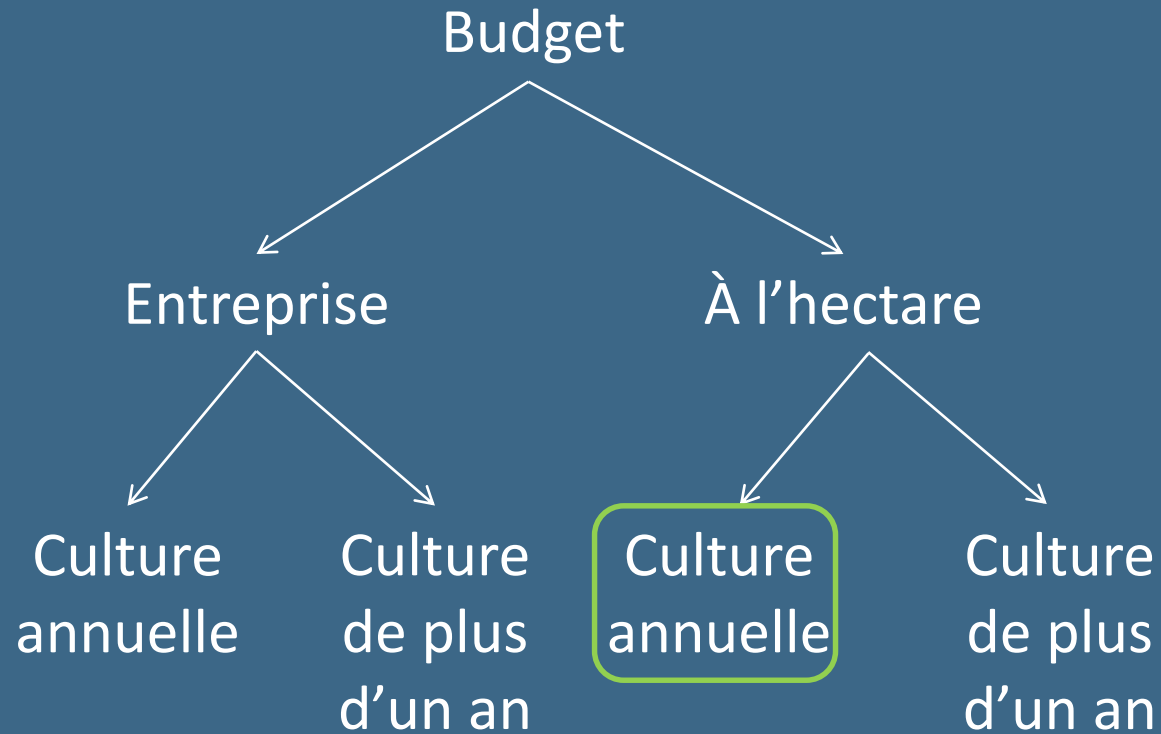 Budget
Entreprise
À l’hectare
Culture
annuelle
Culture
de plus
d’un an
Culture
annuelle
Culture
de plus
d’un an